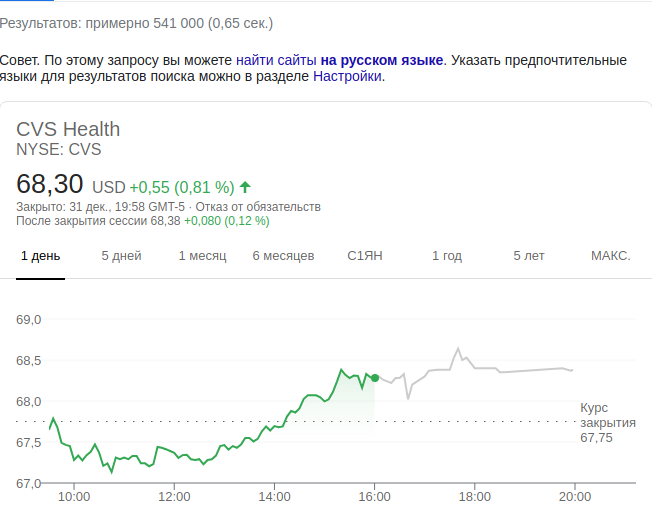 Результатов: примерно 541 000 (0,65 сек.)
Совет. По этому запросу вы можете найти сайты на русском языке. Указать предпочтительные
языки для результатов поиска можно в разделе Настройки.
CVS Health
NYSE: CVS
68,30 USD +0,55 (0,81 %)
Закрыто: 31 дек., 19:58 GMT-5 · Отказ от обязательств
После закрытия сессии 68,38 +0,080 (0,12 %)
1 день 5 дней 1 месяц 6 месяцев С1ЯН 1 год 5 лет МАКС.
69,0
68,5
68,0
67,5
67,0
Курс
закрытия
67,75
10:00 12:00 14:00 16:00 18:00 20:00